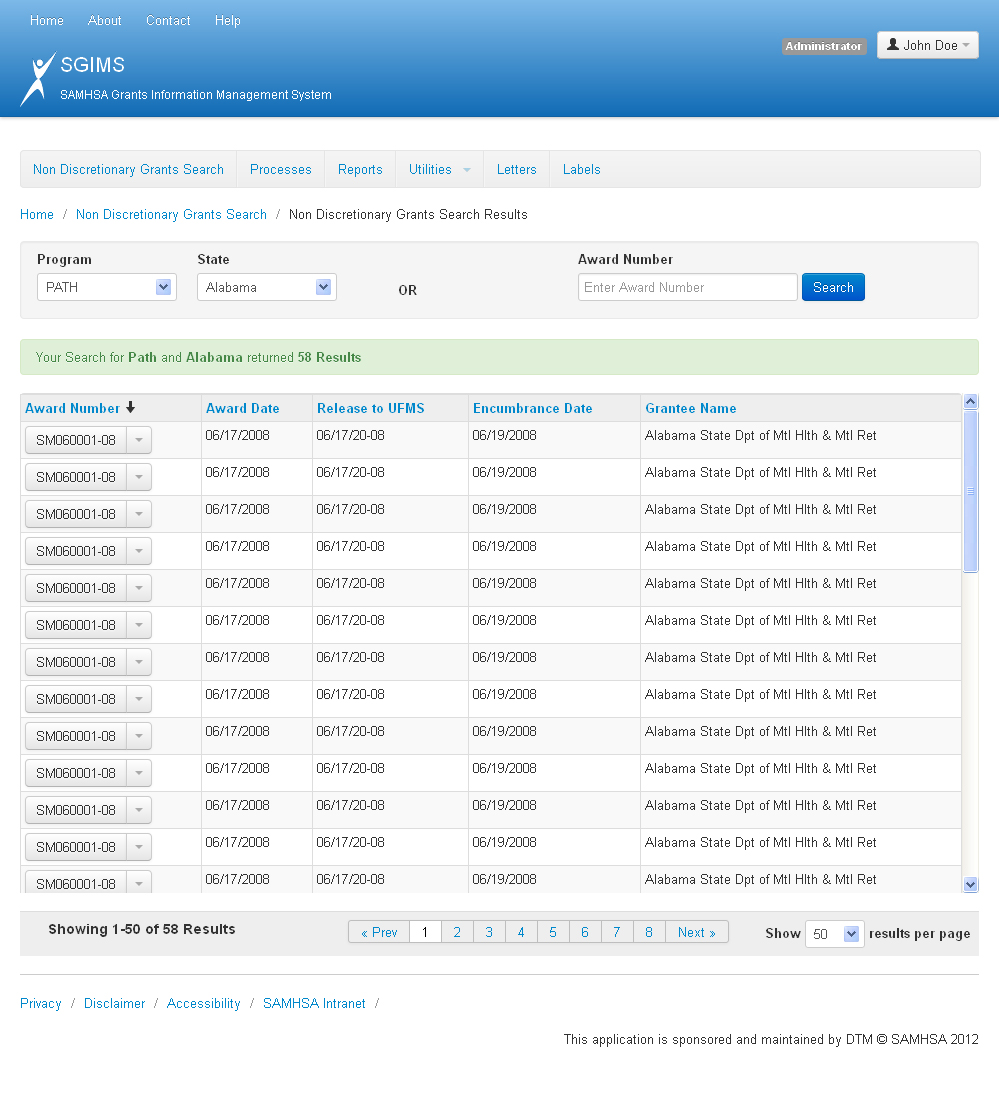 Home About Contact Help
Administrator John Doe
SGIMS
SAMHSA Grants Information Management System
Non Discretionary Grants Search Processes Reports Utilities Letters Labels
Home / Non Discretionary Grants Search / Non Discretionary Grants Search Results
Program State Award Number
PATH Alabama OR Enter Award Number Search
Your Search for Path and Alabama returned 58 Results
Award Number Award Date Release to UFMS Encumbrance Date Grantee Name
SM060001-08 06/17/2008 06/17/20-08 06/19/2008 Alabama State Dpt of Mtl Hlth & Mtl Ret
SM060001-08 06/17/2008 06/17/20-08 06/19/2008 Alabama State Dpt of Mtl Hlth & Mtl Ret
SM060001-08 06/17/2008 06/17/20-08 06/19/2008 Alabama State Dpt of Mtl Hlth & Mtl Ret
SM060001-08 06/17/2008 06/17/20-08 06/19/2008 Alabama State Dpt of Mtl Hlth & Mtl Ret
SM060001-08 06/17/2008 06/17/20-08 06/19/2008 Alabama State Dpt of Mtl Hlth & Mtl Ret
SM060001-08 06/17/2008 06/17/20-08 06/19/2008 Alabama State Dpt of Mtl Hlth & Mtl Ret
SM060001-08 06/17/2008 06/17/20-08 06/19/2008 Alabama State Dpt of Mtl Hlth & Mtl Ret
SM060001-08 06/17/2008 06/17/20-08 06/19/2008 Alabama State Dpt of Mtl Hlth & Mtl Ret
SM060001-08 06/17/2008 06/17/20-08 06/19/2008 Alabama State Dpt of Mtl Hlth & Mtl Ret
SM060001-08 06/17/2008 06/17/20-08 06/19/2008 Alabama State Dpt of Mtl Hlth & Mtl Ret
SM060001-08 06/17/2008 06/17/20-08 06/19/2008 Alabama State Dpt of Mtl Hlth & Mtl Ret
SM060001-08 06/17/2008 06/17/20-08 06/19/2008 Alabama State Dpt of Mtl Hlth & Mtl Ret
SM060001-08 06/17/2008 06/17/20-08 06/19/2008 Alabama State Dpt of Mtl Hlth & Mtl Ret
Showing 1-50 of 58 Results « Prev 1 2 3 4 5 6 7 8 Next » Show 50 results per page
Privacy / Disclaimer / Accessibility / SAMHSA Intranet /
This application is sponsored and maintained by DTM © SAMHSA 2012